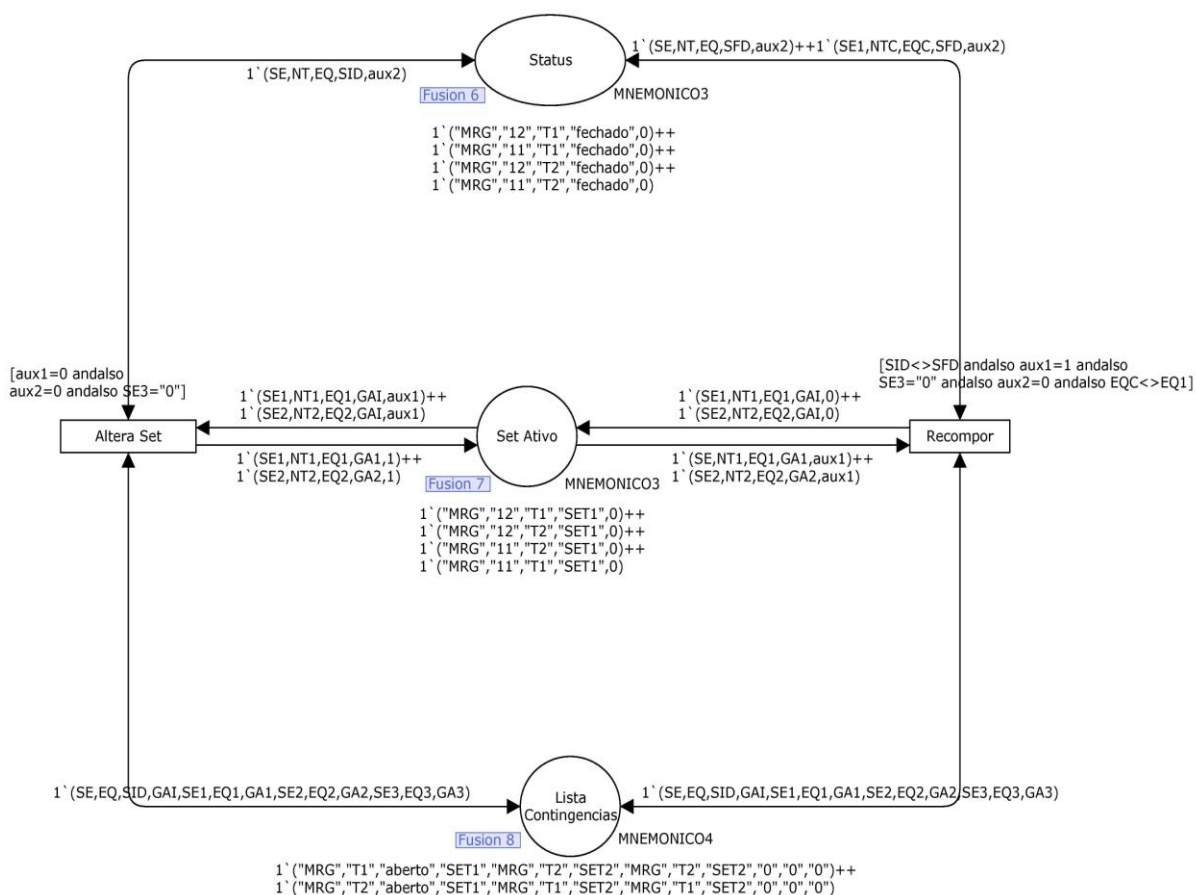 Status
1`(SE,NT,EQ,SFD,aux2)++1`(SE1,NTC,EQC,SFD,aux2)
1`(SE,NT,EQ,SID,aux2)
Fusion 6
MNEMONICO3
1`("MRG","12","T1","fechado",0)++
1`("MRG","11","T1","fechado",0)++
1`("MRG","12","T2","fechado",0)++
1`("MRG","11","T2","fechado",0)
[aux1=0 andalso
aux2=0 andalso SE3="0"]
[SID<>SFD andalso aux1=1 andalso
SE3="0" andalso aux2=0 andalso EQC<>EQ1]
1`(SE1,NT1,EQ1,GAI,aux1)++
1`(SE2,NT2,EQ2,GAI,aux1)
1`(SE1,NT1,EQ1,GAI,0)++
1`(SE2,NT2,EQ2,GAI,0)
Altera Set
Set Ativo
Recompor
1`(SE1,NT1,EQ1,GA1,1)++
1`(SE2,NT2,EQ2,GA2,1)
1`(SE,NT1,EQ1,GA1,aux1)++
1`(SE2,NT2,EQ2,GA2,aux1)
Fusion 7
MNEMONICO3
1`("MRG","12","T1","SET1",0)++
1`("MRG","12","T2","SET1",0)++
1`("MRG","11","T2","SET1",0)++
1`("MRG","11","T1","SET1",0)
1`(SE,EQ,SID,GAI,SE1,EQ1,GA1,SE2,EQ2,GA2,SE3,EQ3,GA3)
Lista
Contingencias
1`(SE,EQ,SID,GAI,SE1,EQ1,GA1,SE2,EQ2,GA2,SE3,EQ3,GA3)
Fusion 8
MNEMONICO4
1`("MRG","T1","aberto","SET1","MRG","T2","SET2","MRG","T2","SET2","0","0","0")++
1`("MRG","T2","aberto","SET1","MRG","T1","SET2","MRG","T1","SET2","0","0","0")